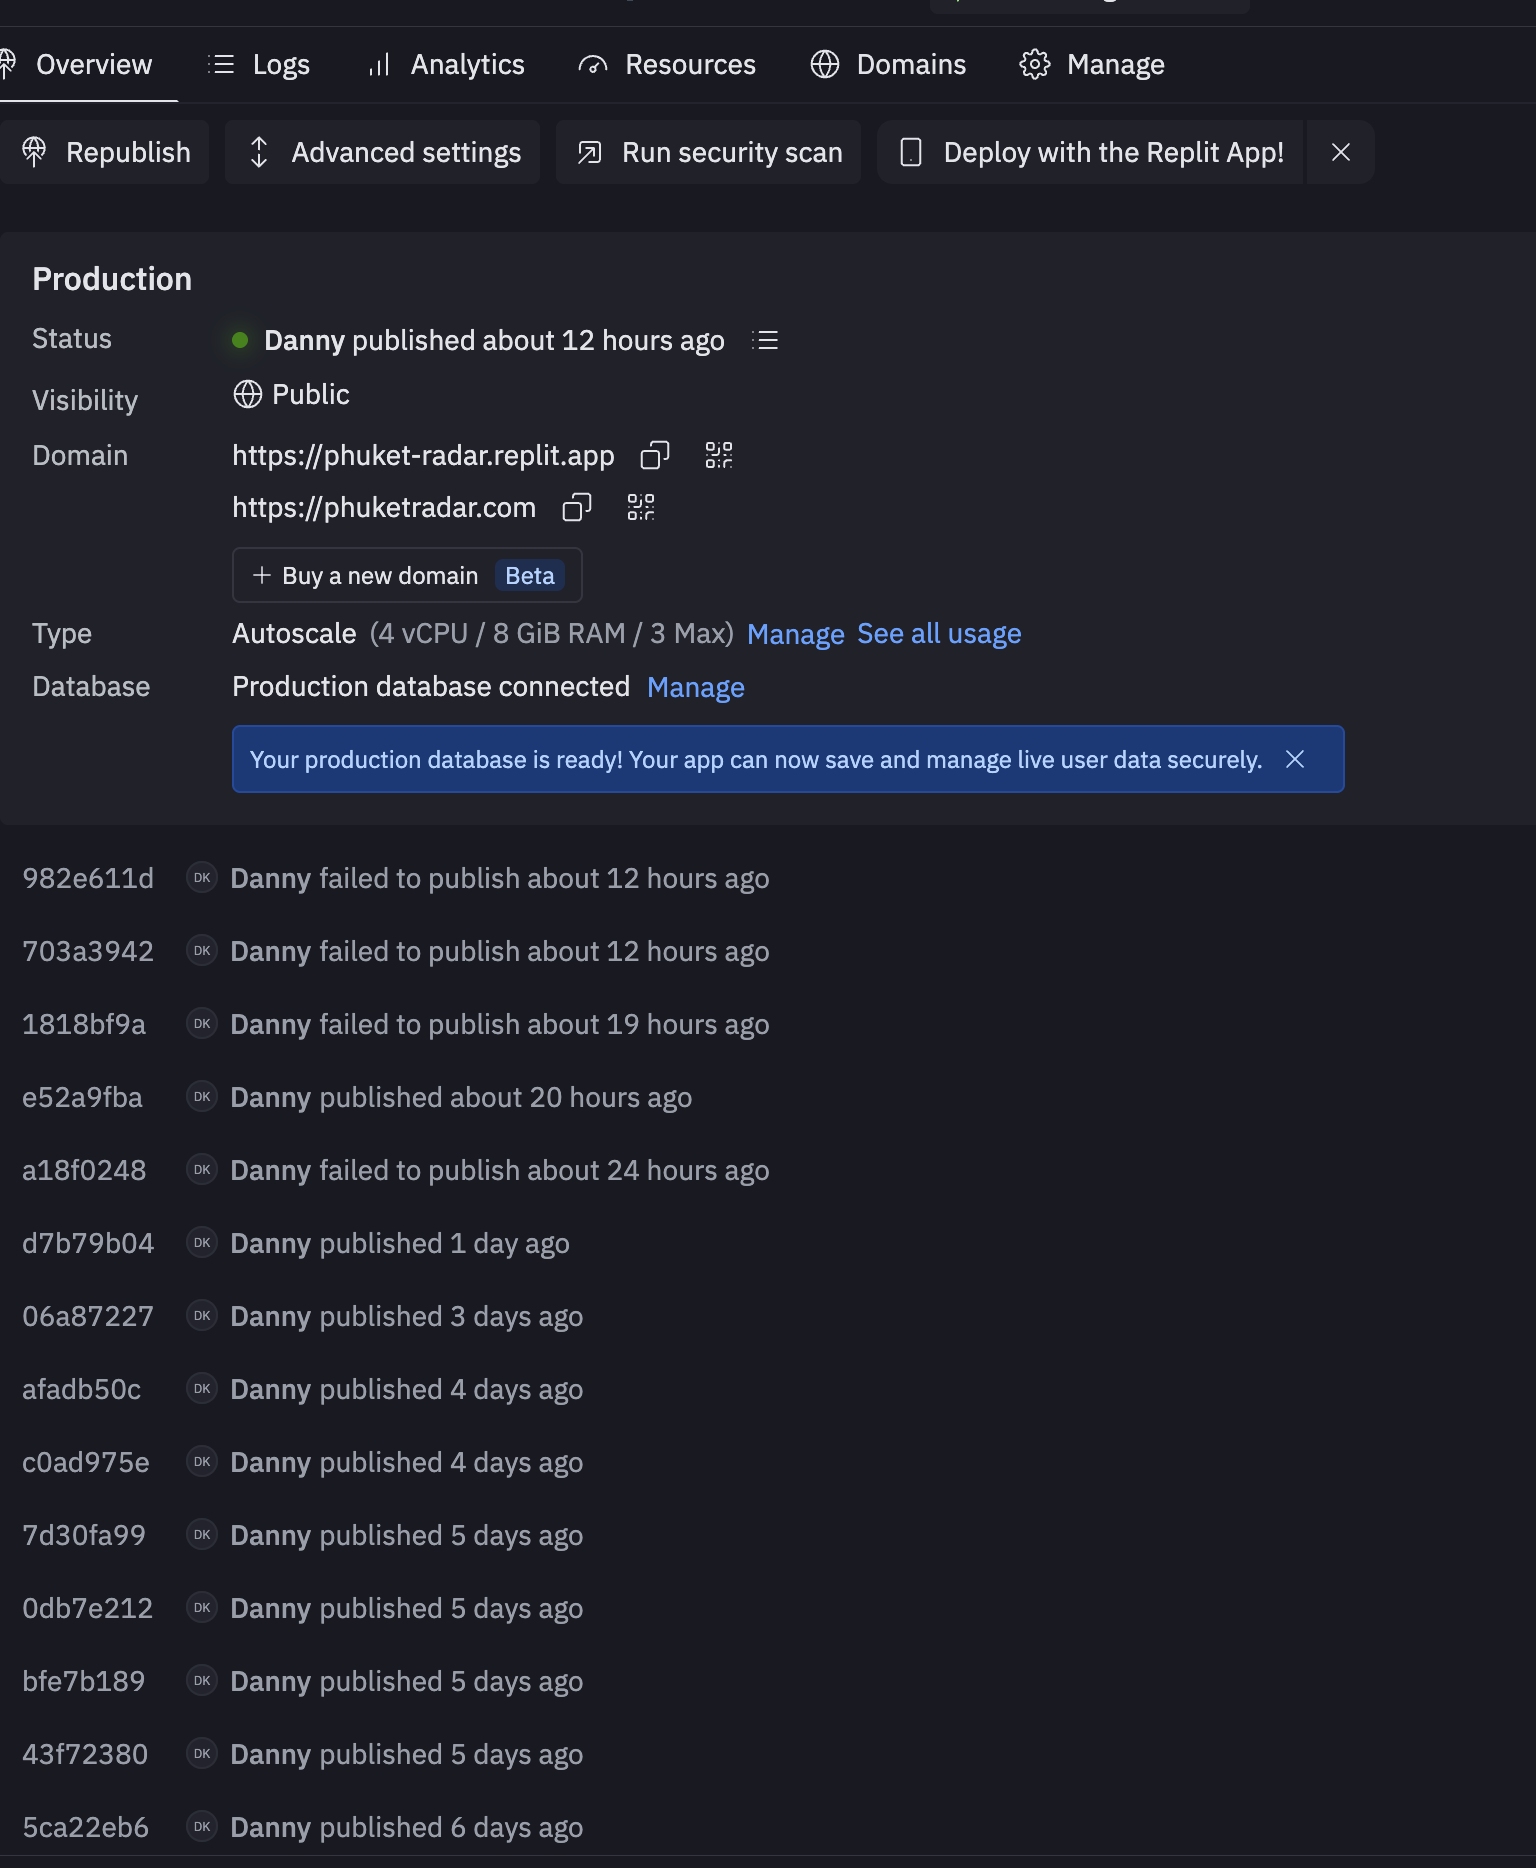 Overview Logs Analytics Resources Domains Manage
Republish Advanced settings Run security scan Deploy with the Replit App!
Production
Status Danny published about 12 hours ago
Visibility Public
Domain https://phuket-radar.replit.app
https://phuketradar.com
+ Buy a new domain Beta
Type Autoscale (4 vCPU / 8 GiB RAM / 3 Max) Manage See all usage
Database Production database connected Manage
Your production database is ready! Your app can now save and manage live user data securely.
982e611d DK Danny failed to publish about 12 hours ago
703a3942 DK Danny failed to publish about 12 hours ago
1818bf9a DK Danny failed to publish about 19 hours ago
e52a9fba DK Danny published about 20 hours ago
a18f0248 DK Danny failed to publish about 24 hours ago
d7b79b04 DK Danny published 1 day ago
06a87227 DK Danny published 3 days ago
afadb50c DK Danny published 4 days ago
c0ad975e DK Danny published 4 days ago
7d30fa99 DK Danny published 5 days ago
0db7e212 DK Danny published 5 days ago
bfe7b189 DK Danny published 5 days ago
43f72380 DK Danny published 5 days ago
5ca22eb6 DK Danny published 6 days ago